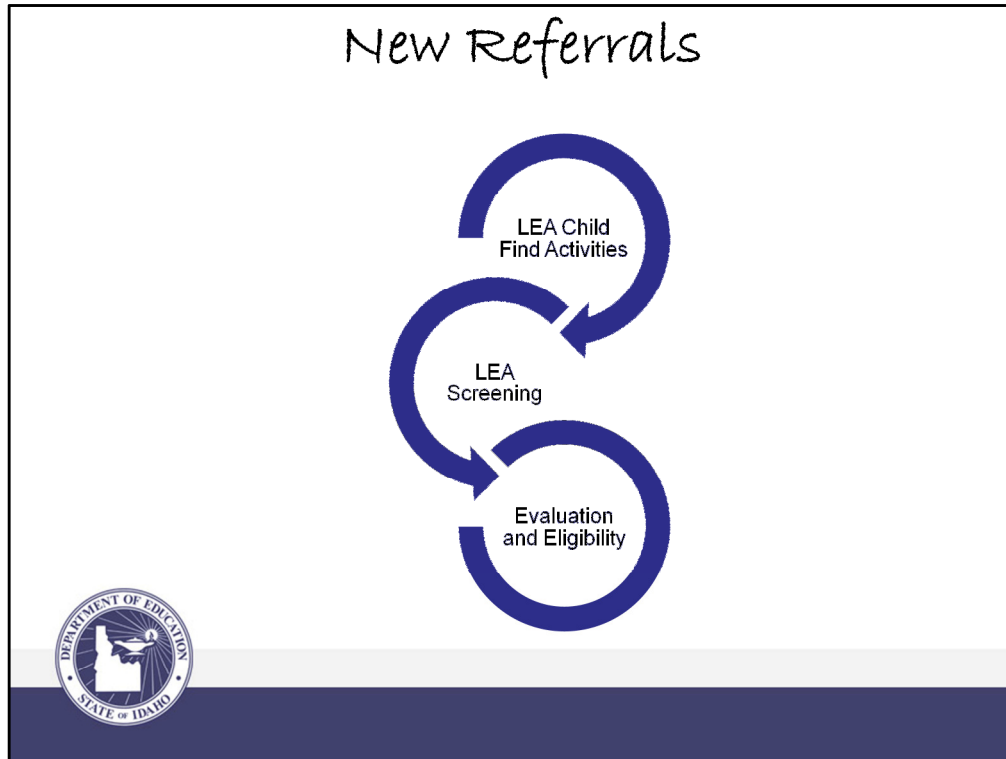 New Referrals
LEA Child
Find Activities
LEA
Screening
Evaluation
and Eligibility
DEPARTMENT OF EDUCATION
STATE OF IDAHO